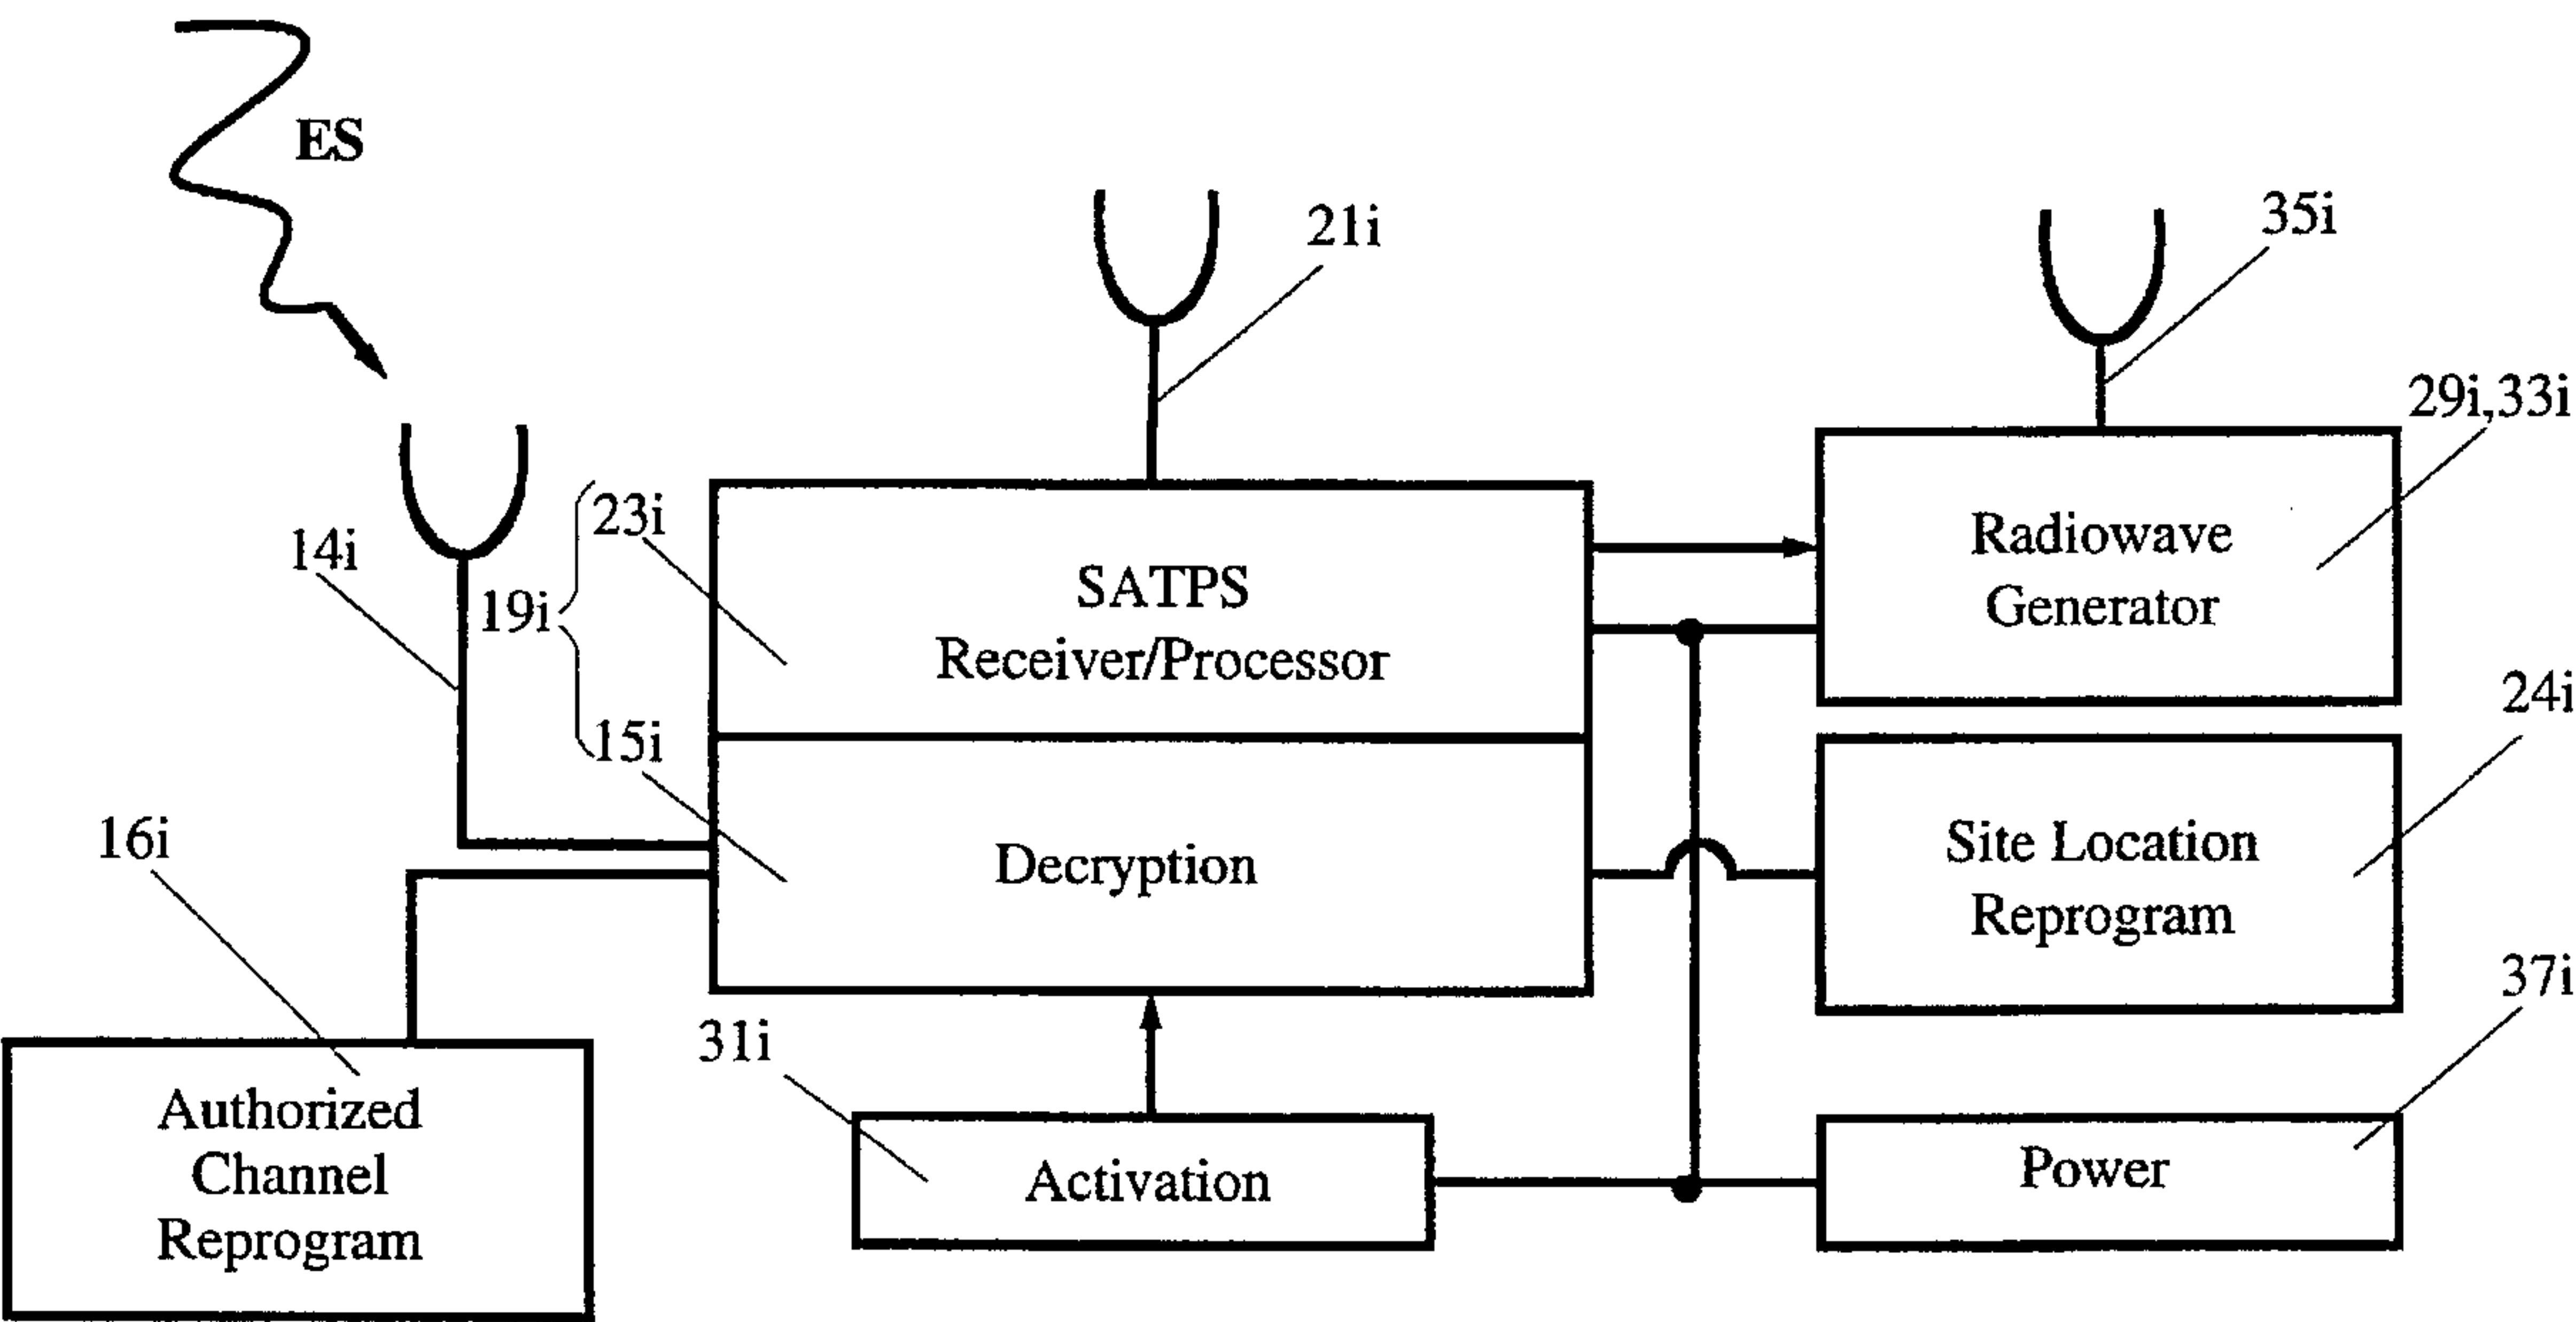 ES
21i
35i
29i,33i
23i
14i
19i
SATPS
Receiver/Processor
Radiowave
Generator
24i
15i
16i
Decryption
Site Location
Reprogram
37i
31i
Authorized
Channel
Reprogram
Activation
Power